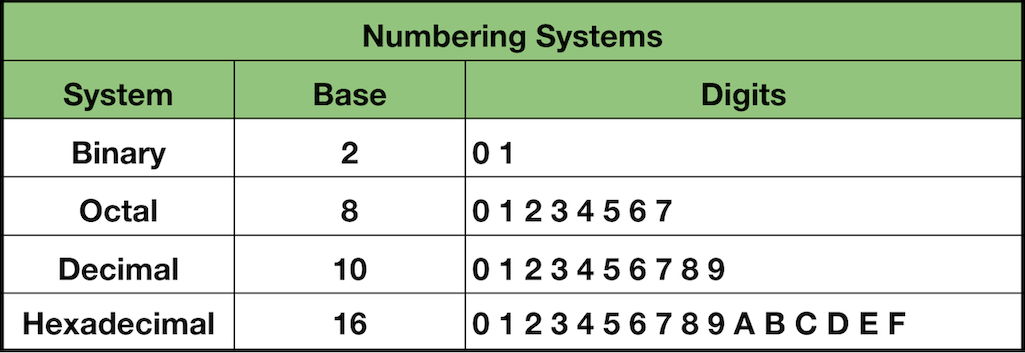 Numbering Systems
System Base Digits
Binary 2 0 1
Octal 8 0 1 2 3 4 5 6 7
Decimal 10 0 1 2 3 4 5 6 7 8 9
Hexadecimal 16 0 1 2 3 4 5 6 7 8 9 A B C D E F